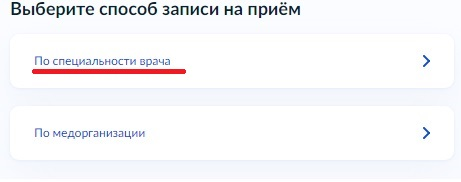 Выберите способ записи на приём
По специальности врача
По медорганизации